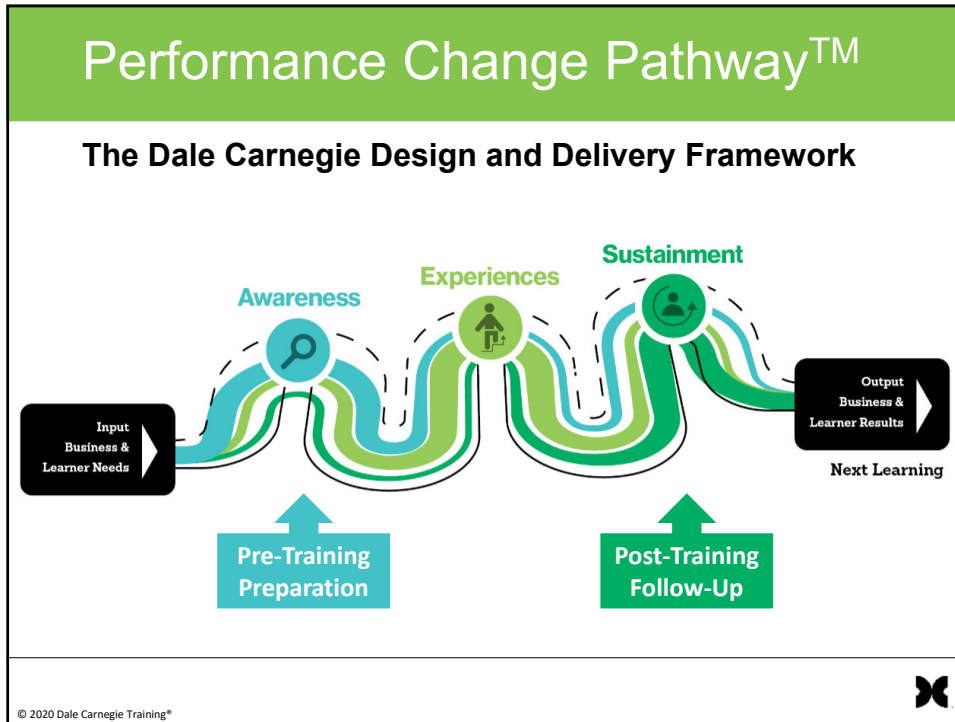 Performance Change Pathway™
The Dale Carnegie Design and Delivery Framework
Awareness
Experiences
Sustainment
Input
Business &
Learner Needs
Output
Business &
Learner Results
Next Learning
Pre-Training
Preparation
Post-Training
Follow-Up
© 2020 Dale Carnegie Training®